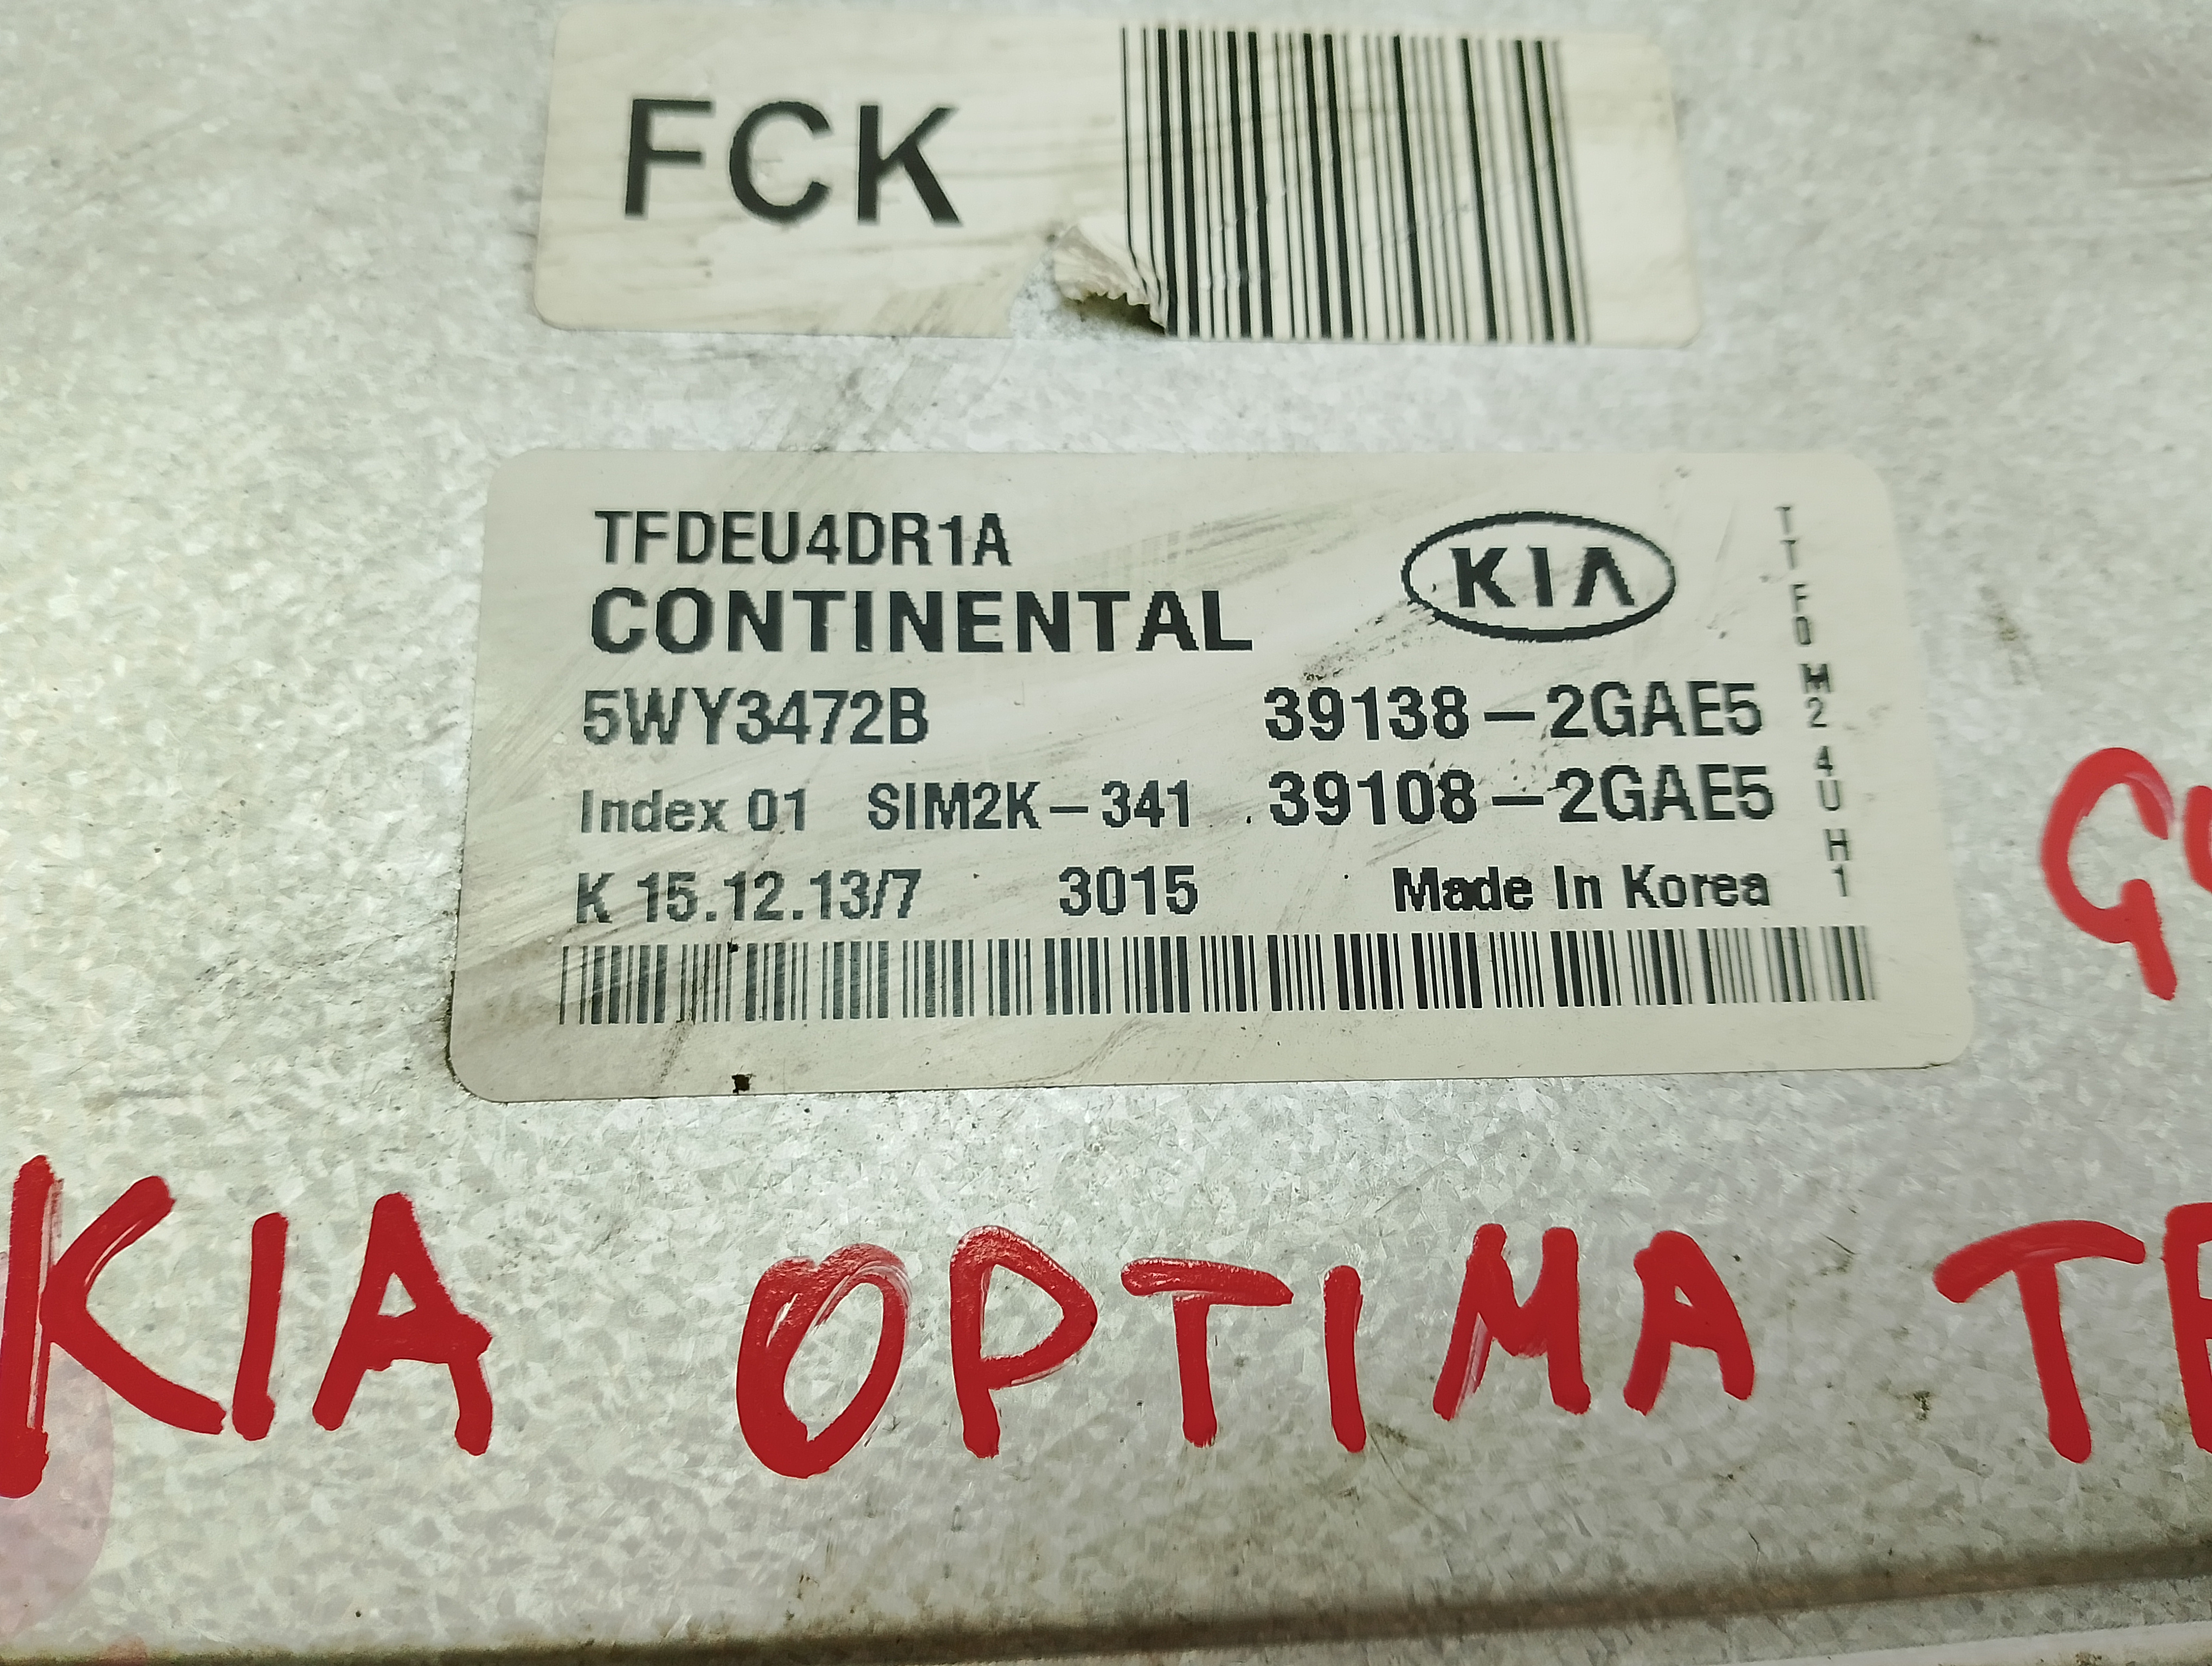 FCK
TFDEU4DR1A
KIA
CONTINENTAL
5WY3472B 39138-2GAE5
Index 01 SIM2K-341 39108-2GAE5
K 15.12.13/7 3015 Made In Korea
TTF0M24UH1
KIA OPTIMA